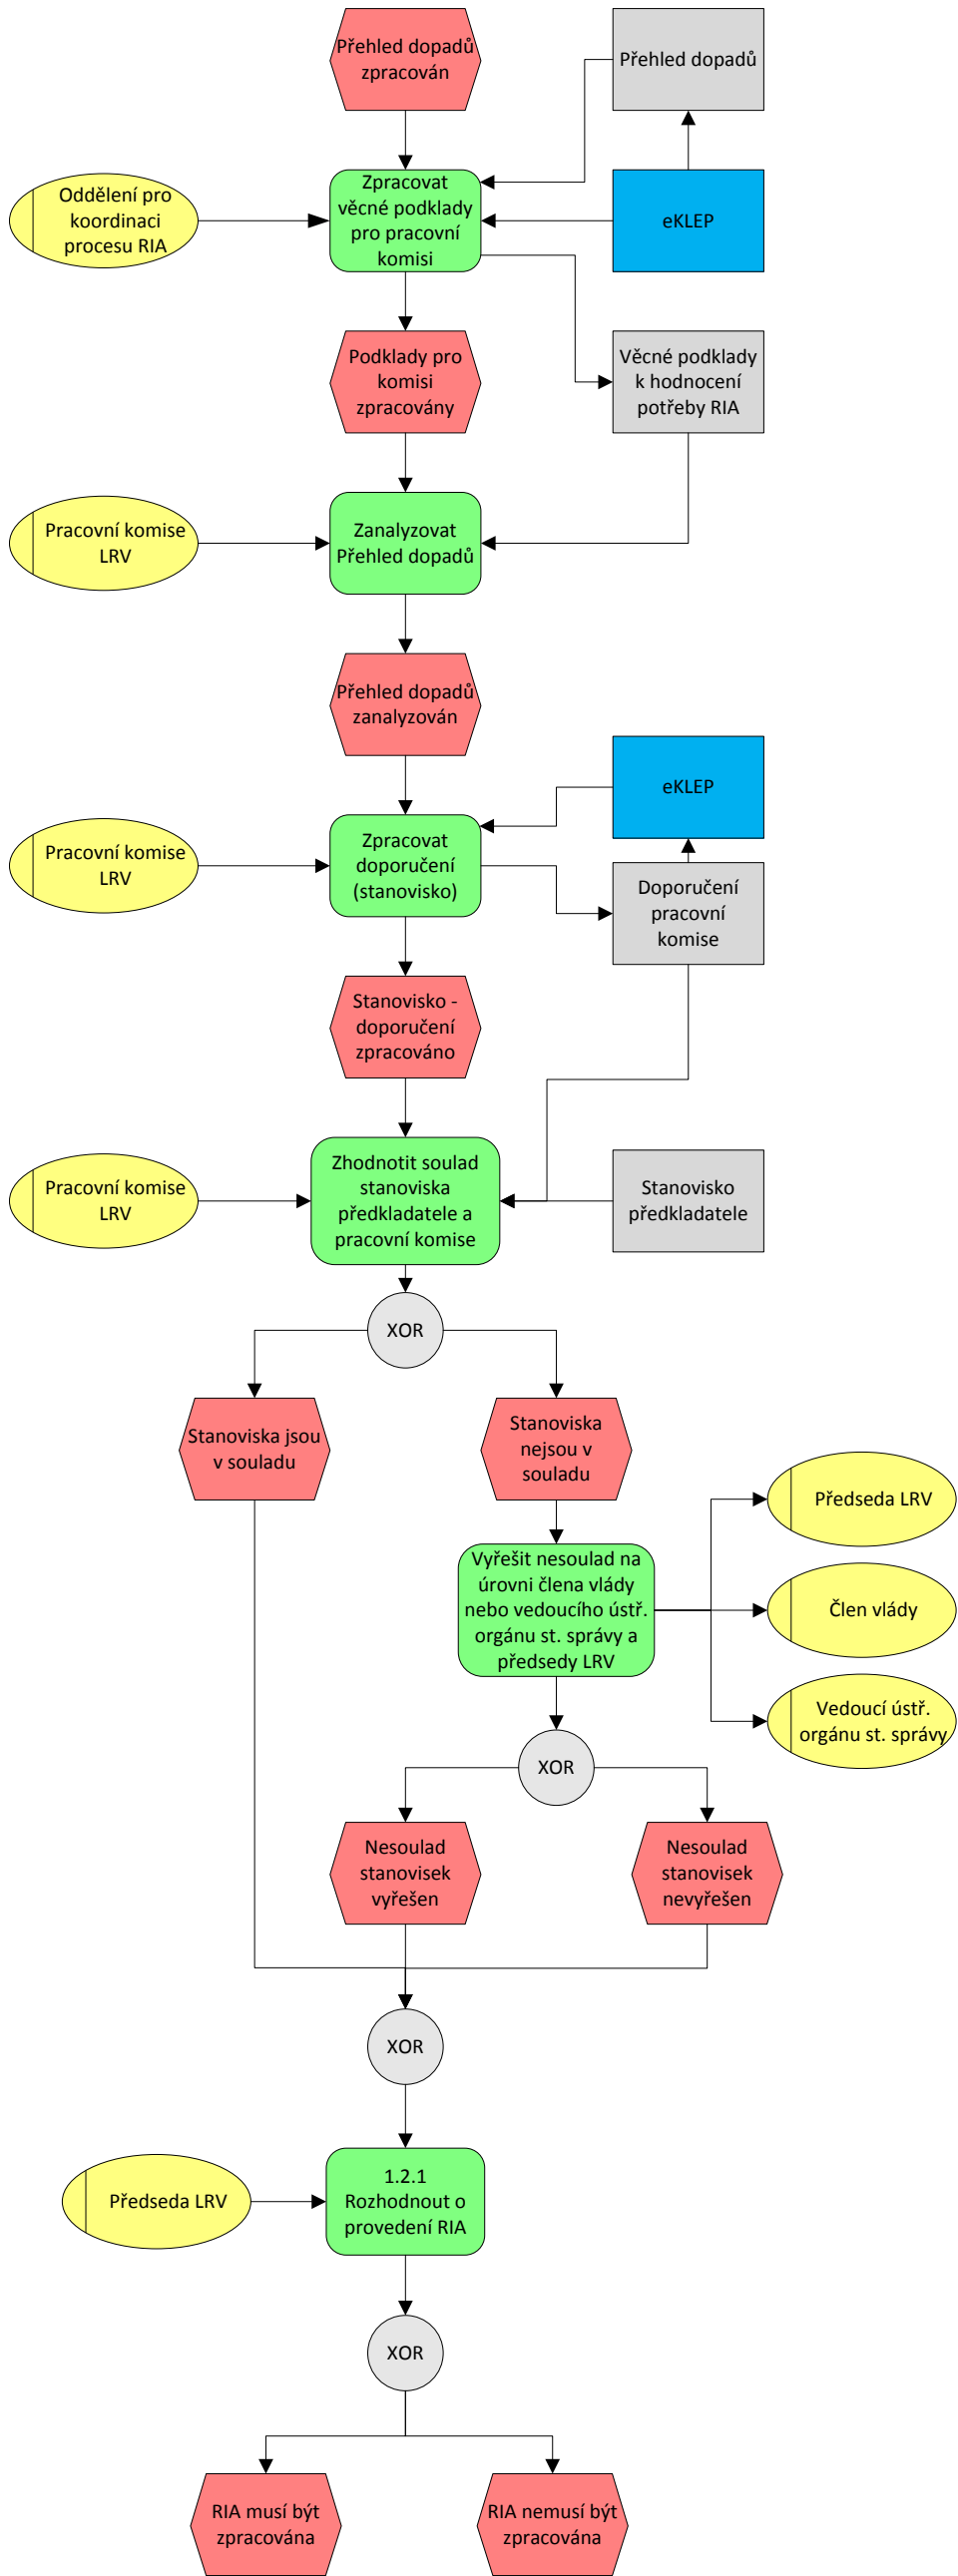 Přehled dopadů
zpracován
Přehled dopadů
Oddělení pro
koordinaci
procesu RIA
Zpracovat
věcné podklady
pro pracovní
komisi
eKLEP
Podklady pro
komisi
zpracovány
Věcné podklady
k hodnocení
potřeby RIA
Pracovní komise
LRV
Zanalyzovat
Přehled dopadů
Přehled dopadů
zanalyzován
eKLEP
Pracovní komise
LRV
Zpracovat
doporučení
(stanovisko)
Doporučení
pracovní
komise
Stanovisko -
doporučení
zpracováno
Pracovní komise
LRV
Zhodnotit soulad
stanoviska
předkladatele a
pracovní komise
Stanovisko
předkladatele
XOR
Stanoviska jsou
v souladu
Stanoviska
nejsou v
souladu
Předseda LRV
Vyřešit nesoulad na
úrovni člena vlády
nebo vedoucího ústř.
orgánu st. správy a
předsedy LRV
Člen vlády
Vedoucí ústř.
orgánu st. správy
XOR
Nesoulad
stanovisek
vyřešen
Nesoulad
stanovisek
nevyřešen
XOR
Předseda LRV
1.2.1
Rozhodnout o
provedení RIA
XOR
RIA musí být
zpracována
RIA nemusí být
zpracována